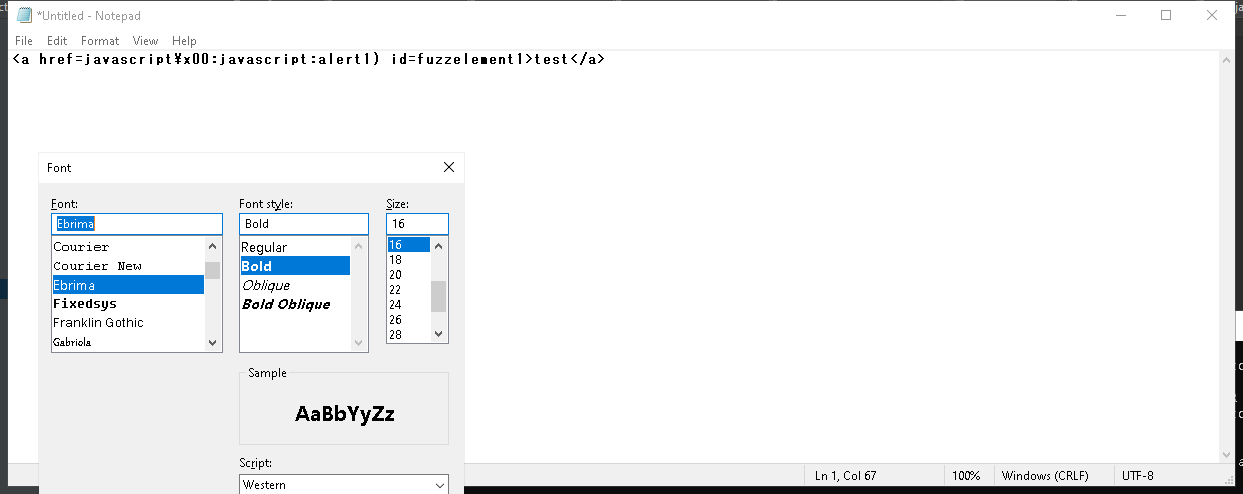 *Untitled - Notepad
File Edit Format View Help
<a href=javascript¥x00:javascript:alert1) id=fuzzelement1>test</a>
Font
Font: Font style: Size:
Ebrima Bold 16
Courier Regular 16
Courier New Bold 18
Ebrima Oblique 20
Fixedsys Bold Oblique 22
Franklin Gothic 24
Gabriola 26
28
Sample
AaBbYyZz
Script:
Western
Ln 1, Col 67 100% Windows (CRLF) UTF-8